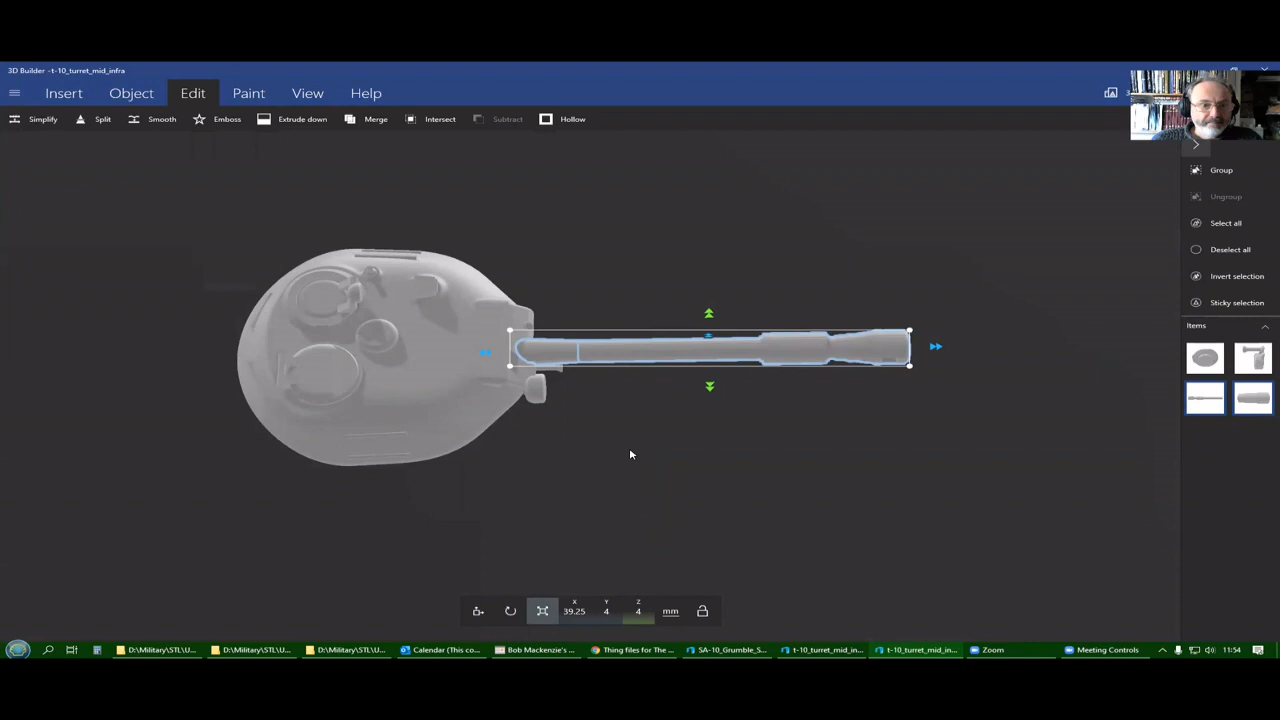 3D Builder -t-10_turret_mid_infra
Insert Object Edit Paint View Help
Simplify Split Smooth Emboss Extrude down Merge Intersect Subtract Hollow
Group
Ungroup
Select all
Deselect all
Invert selection
Sticky selection
Items
X Y Z
39.25 4 4 mm
D:\Military\STL\U... D:\Military\STL\U... D:\Military\STL\U... Calendar (This co... Bob Mackenzie's ... Thing files for The ... SA-10_Grumble_S... t-10_turret_mid_in... t-10_turret_mid_in... Zoom Meeting Controls 11:54